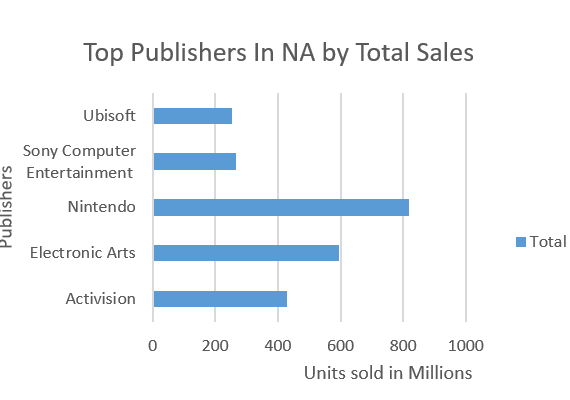 Top Publishers In NA by Total Sales
Publishers
Ubisoft
Sony Computer
Entertainment
Nintendo
Electronic Arts
Activision
0 200 400 600 800 1000
Units sold in Millions
Total